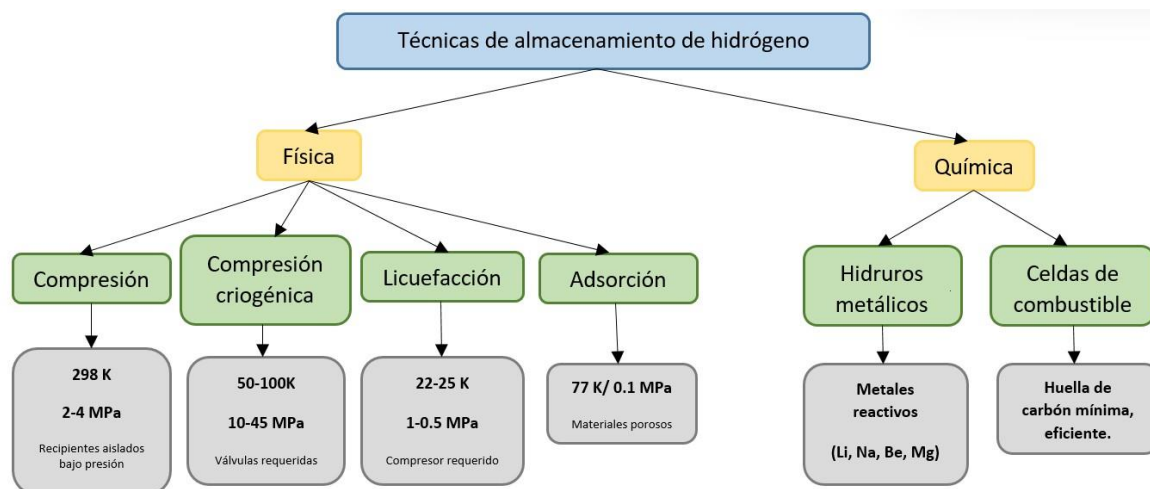 Técnicas de almacenamiento de hidrógeno
Física
Química
Compresión
Compresión
criogénica
Licuefacción
Adsorción
Hidruros
metálicos
Celdas de
combustible
298 K
2-4 MPa
Recipientes aislados
bajo presión
50-100K
10-45 MPa
Válvulas requeridas
22-25 K
1-0.5 MPa
Compresor requerido
77 K/ 0.1 MPa
Materiales porosos
Metales
reactivos
(Li, Na, Be, Mg)
Huella de
carbón mínima,
eficiente.